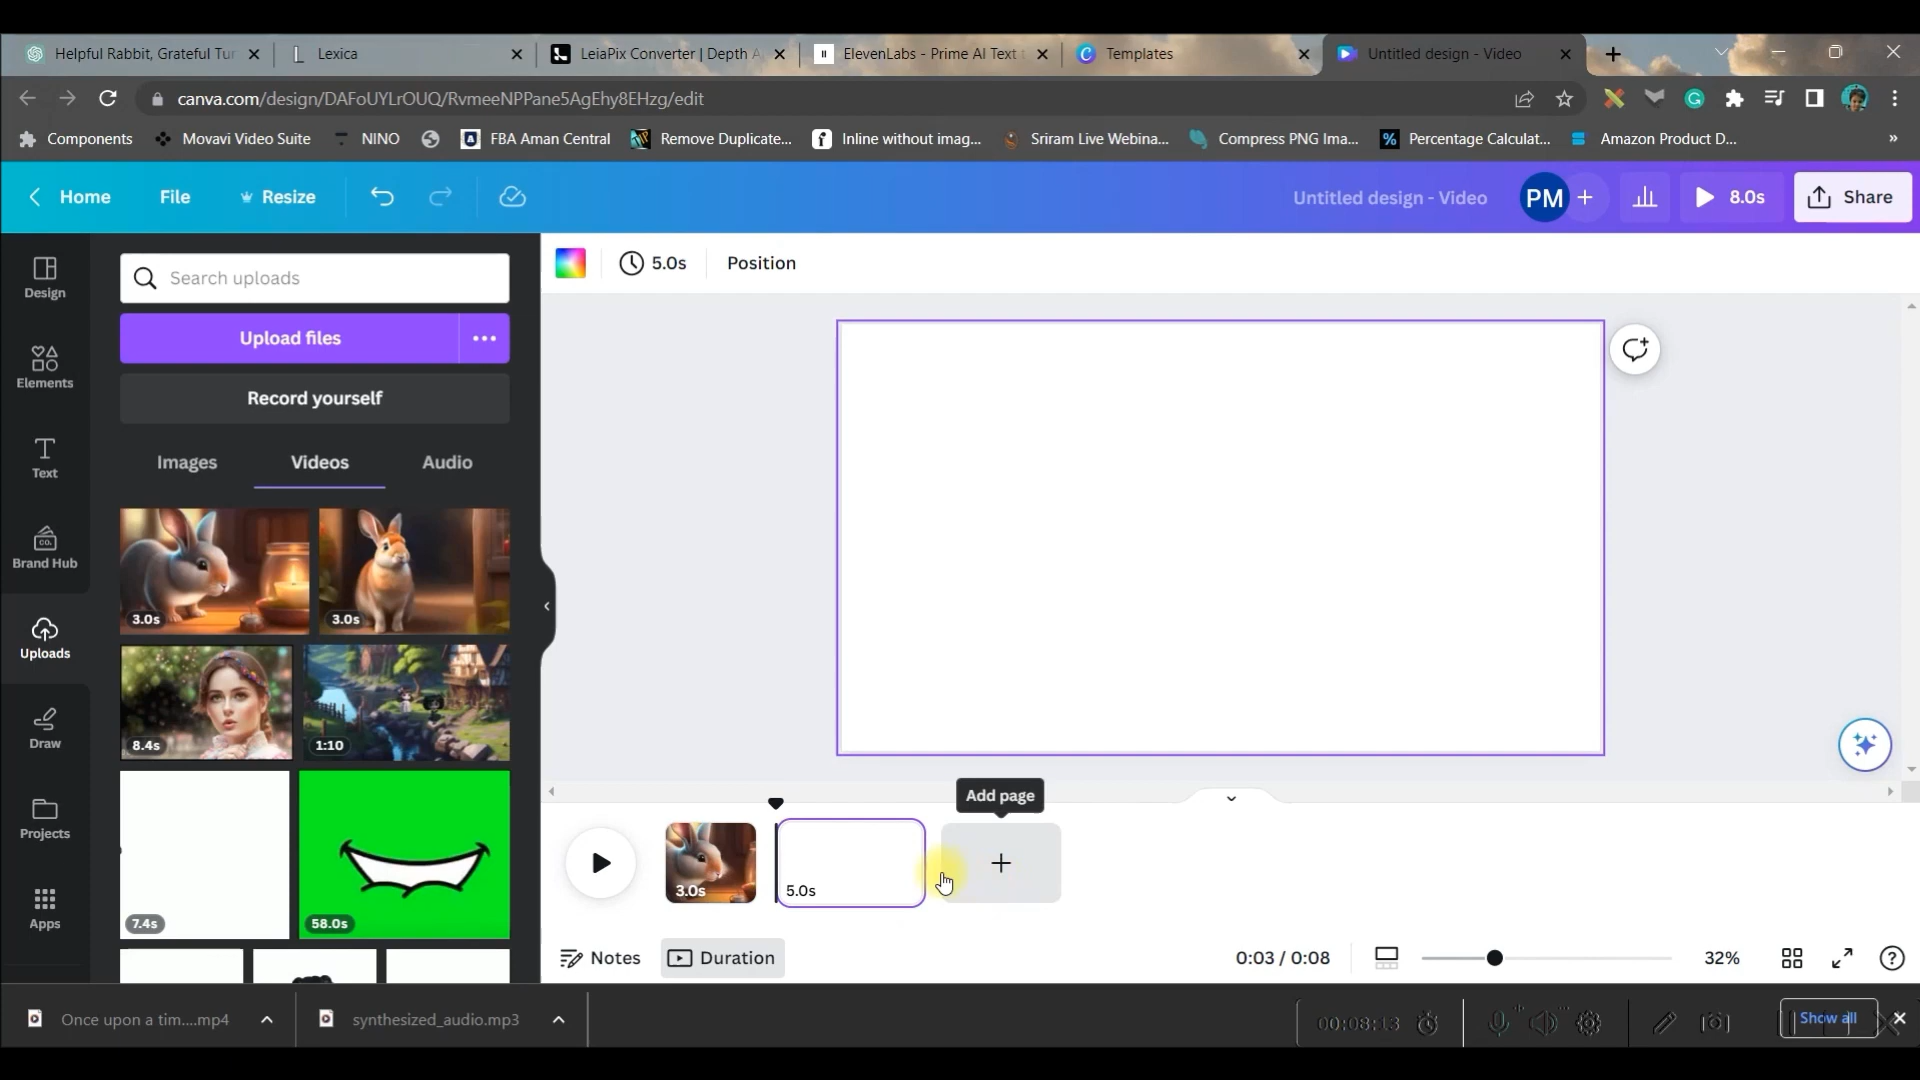 Helpful Rabbit, Grateful Tur
Lexica
LeiaPix Converter | Depth A
ElevenLabs - Prime AI Text t
Templates
Untitled design - Video
canva.com/design/DAFoUYLrOUQ/RvmeeNPPane5AgEhy8EHzg/edit
Components
Movavi Video Suite
NINO
FBA Aman Central
Remove Duplicate...
Inline without imag...
Sriram Live Webina...
Compress PNG Ima...
Percentage Calculat...
Amazon Product D...
»
Home
File
Resize
Untitled design - Video
PM
8.0s
Share
Design
Elements
Text
CO.
Brand Hub
Uploads
Draw
Projects
Apps
Search uploads
Upload files
Record yourself
Images
Videos
Audio
3.0s
3.0s
8.4s
1:10
7.4s
58.0s
5.0s
Position
Add page
3.0s
5.0s
Notes
Duration
0:03 / 0:08
32%
Once upon a tim....mp4
synthesized_audio.mp3
00:08:13
Show all